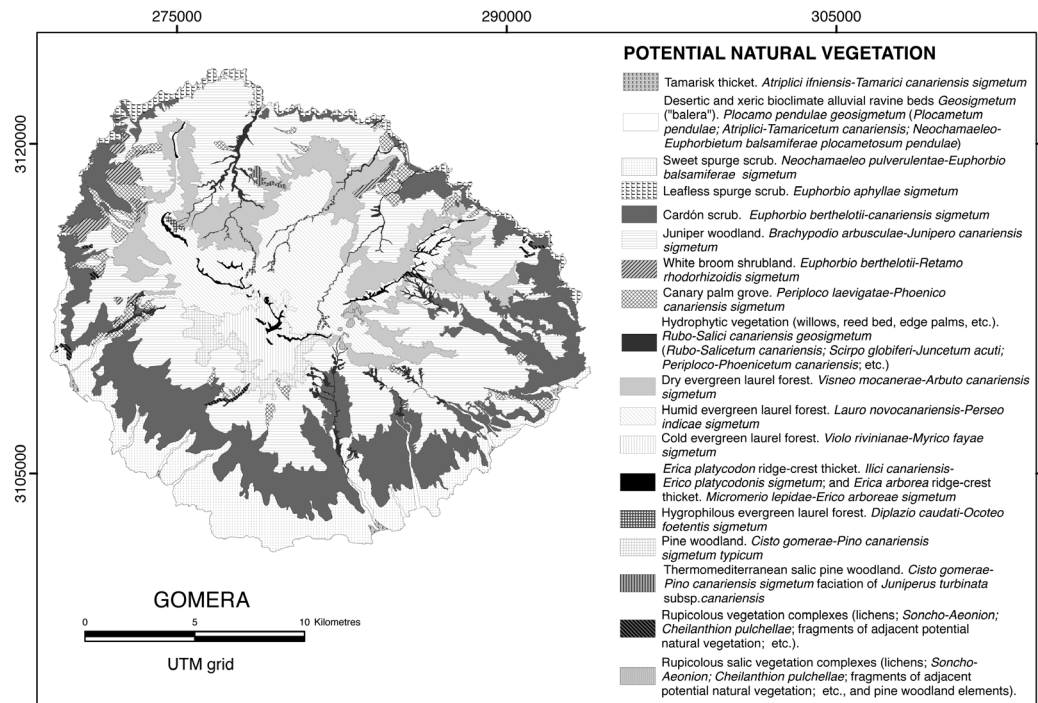 275000
290000
305000
3120000
3105000
POTENTIAL NATURAL VEGETATION
Tamarisk thicket. Atriplici ifniensis-Tamarici canariensis sigmetum
Desertic and xeric bioclimate alluvial ravine beds Geosigmetum
("balera"). Plocamo pendulae geosigmetum (Plocametum
pendulae; Atriplici-Tamaricetum canariensis; Neochamaeleo-
Euphorbietum balsamiferae plocametosum pendulae)
Sweet spurge scrub. Neochamaeleo pulverulentae-Euphorbio
balsamiferae sigmetum
Leafless spurge scrub. Euphorbio aphyllae sigmetum
Cardón scrub. Euphorbio berthelotii-canariensis sigmetum
Juniper woodland. Brachypodio arbusculae-Junipero canariensis
sigmetum
White broom shrubland. Euphorbio berthelotii-Retamo
rhodorhizoidis sigmetum
Canary palm grove. Periploco laevigatae-Phoenico
canariensis sigmetum
Hydrophytic vegetation (willows, reed bed, edge palms, etc.).
Rubo-Salici canariensis geosigmetum
(Rubo-Salicetum canariensis; Scirpo globiferi-Juncetum acuti;
Periploco-Phoenicetum canariensis; etc.)
Dry evergreen laurel forest. Visneo mocanerae-Arbuto canariensis
sigmetum
Humid evergreen laurel forest. Lauro novocanariensis-Perseo
indicae sigmetum
Cold evergreen laurel forest. Violo rivinianae-Myrico fayae
sigmetum
Erica platycodon ridge-crest thicket. Ilici canariensis-
Erico platycodonis sigmetum; and Erica arborea ridge-crest
thicket. Micromerio lepidae-Erico arboreae sigmetum
Hygrophilous evergreen laurel forest. Diplazio caudati-Ocoteo
foetentis sigmetum
Pine woodland. Cisto gomerae-Pino canariensis
sigmetum typicum
Thermomediterranean salic pine woodland. Cisto gomerae-
Pino canariensis sigmetum faciation of Juniperus turbinata
subsp.canariensis
Rupicolous vegetation complexes (lichens; Soncho-Aeonion;
Cheilanthion pulchellae; fragments of adjacent potential
natural vegetation; etc.).
Rupicolous salic vegetation complexes (lichens; Soncho-
Aeonion; Cheilanthion pulchellae; fragments of adjacent
potential natural vegetation; etc., and pine woodland elements).
GOMERA
0 5 10 Kilometres
UTM grid